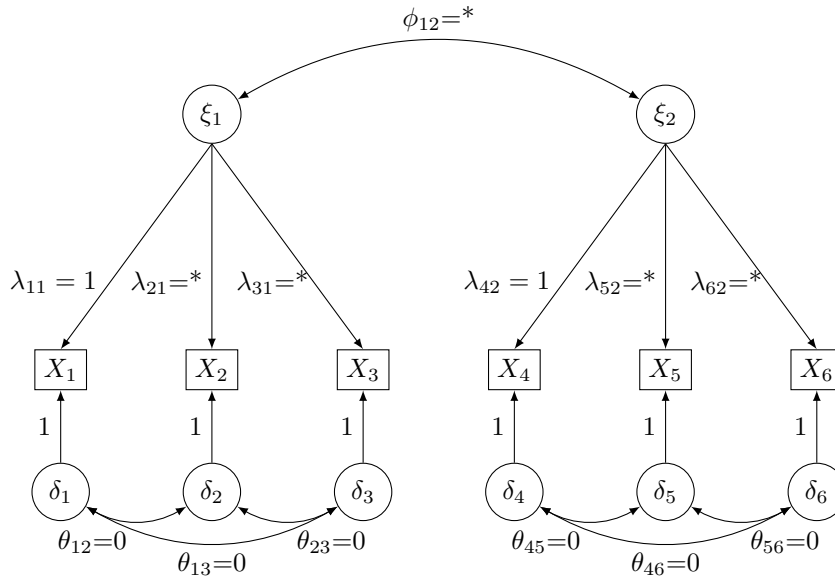 ϕ₁₂=*
ξ₁ ξ₂
λ₁₁ = 1 λ₂₁=* λ₃₁=* λ₄₂ = 1 λ₅₂=* λ₆₂=*
X₁ X₂ X₃ X₄ X₅ X₆
1 1 1 1 1 1
δ₁ δ₂ δ₃ δ₄ δ₅ δ₆
θ₁₂=0 θ₂₃=0 θ₄₅=0 θ₅₆=0
θ₁₃=0 θ₄₆=0